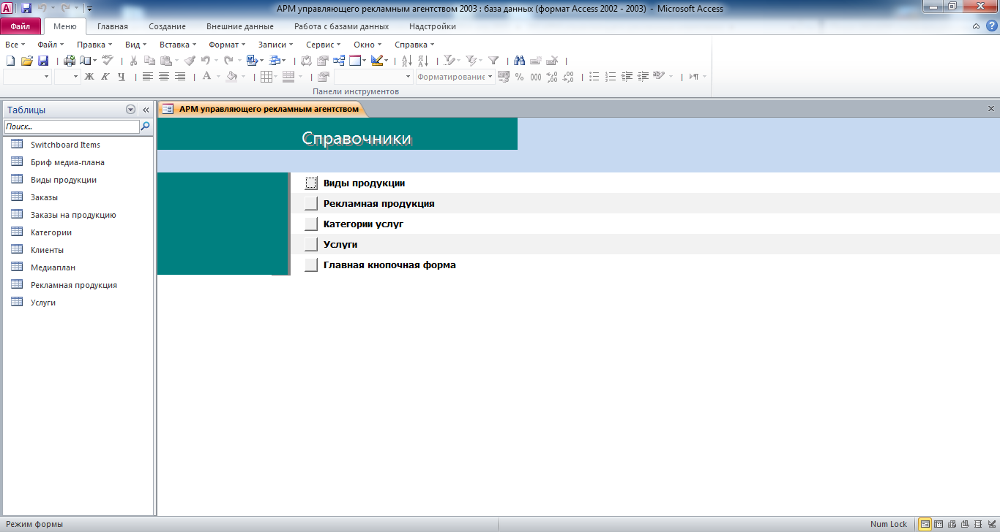 АРМ управляющего рекламным агентством 2003 : база данных (формат Access 2002 - 2003) - Microsoft Access
Файл Меню Главная Создание Внешние данные Работа с базами данных Надстройки
Все Файл Правка Вид Вставка Формат Записи Сервис Окно Справка
Ж К Ч Форматирование % 000
Панели инструментов
Таблицы
Поиск...
Switchboard Items
Бриф медиа-плана
Виды продукции
Заказы
Заказы на продукцию
Категории
Клиенты
Медиаплан
Рекламная продукция
Услуги
АРМ управляющего рекламным агентством
Справочники
Виды продукции
Рекламная продукция
Категории услуг
Услуги
Главная кнопочная форма
Режим формы
Num Lock